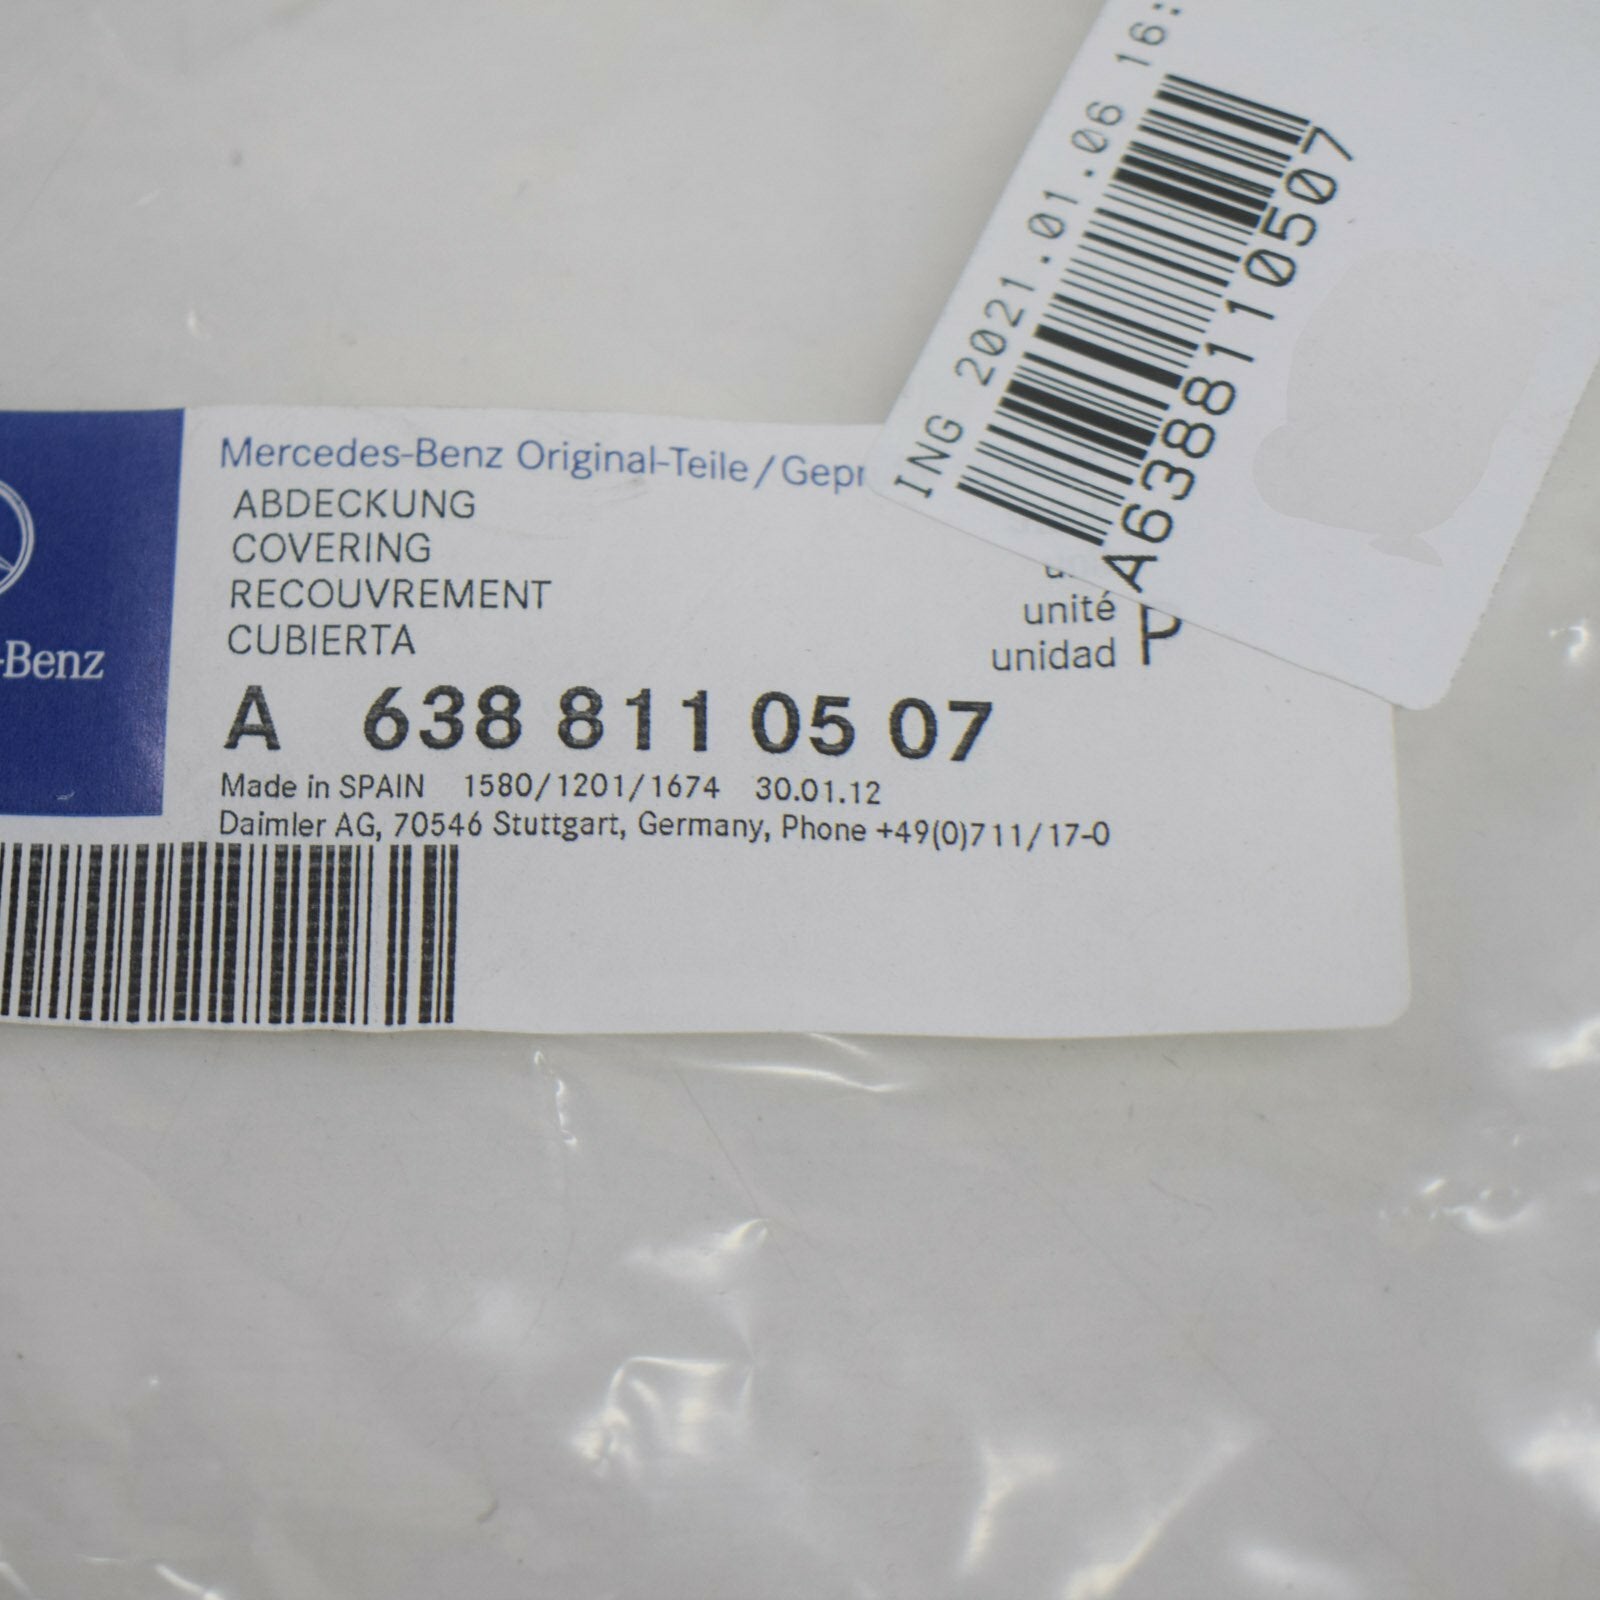 ING 2021.01.06 16:
A6388110507
-Benz
Mercedes-Benz Original-Teile/
ABDECKUNG
COVERING
RECOUVREMENT
CUBIERTA
unité
unidad
A 638 811 05 07
Made in SPAIN 1580/1201/1674 30.01.12
Daimler AG, 70546 Stuttgart, Germany, Phone +49(0)711/17-0